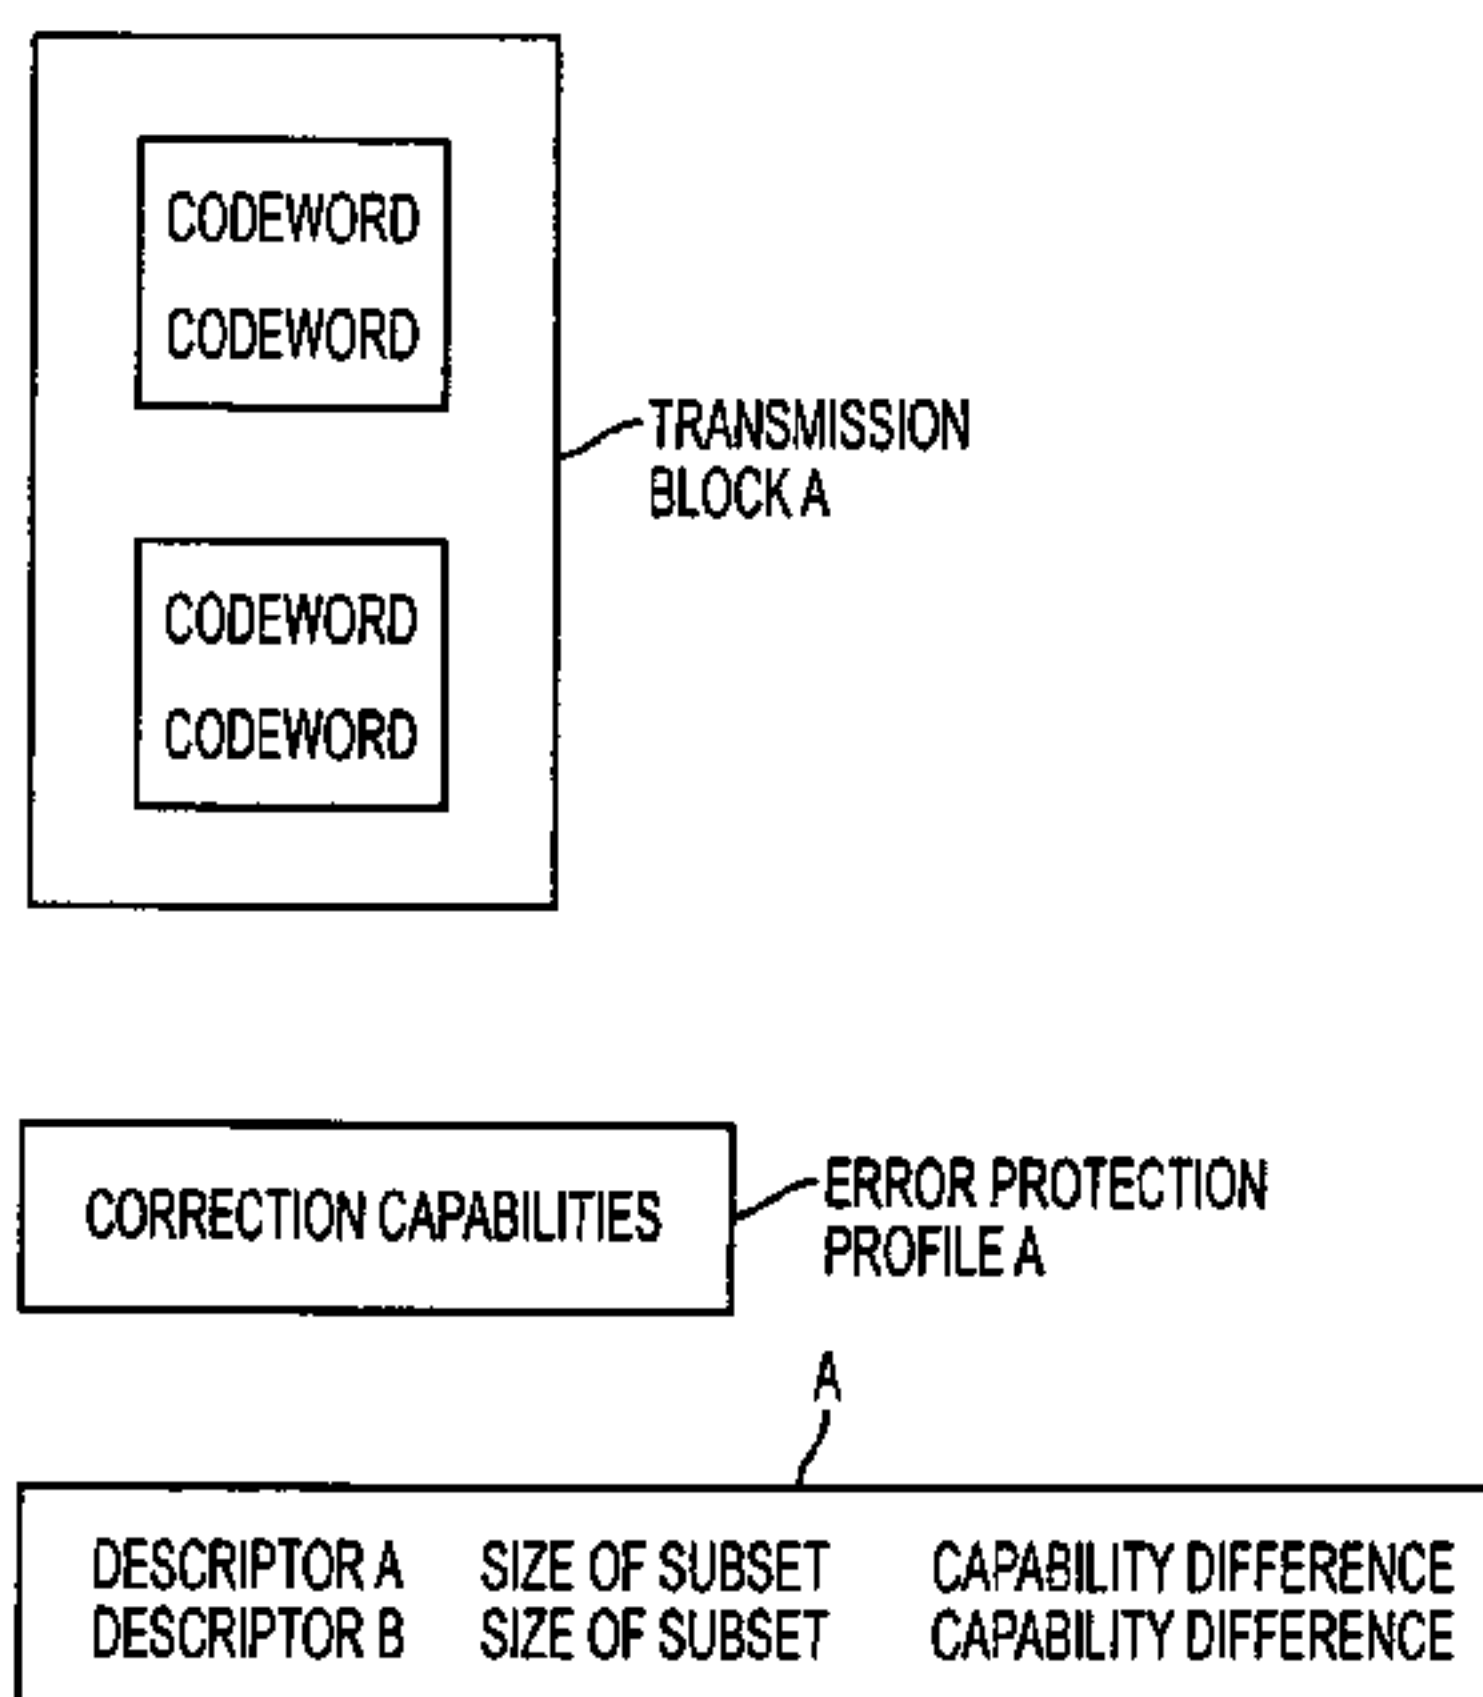 CODEWORD
CODEWORD
TRANSMISSION
BLOCK A
CODEWORD
CODEWORD
CORRECTION CAPABILITIES
ERROR PROTECTION
PROFILE A
A
DESCRIPTOR A SIZE OF SUBSET CAPABILITY DIFFERENCE
DESCRIPTOR B SIZE OF SUBSET CAPABILITY DIFFERENCE